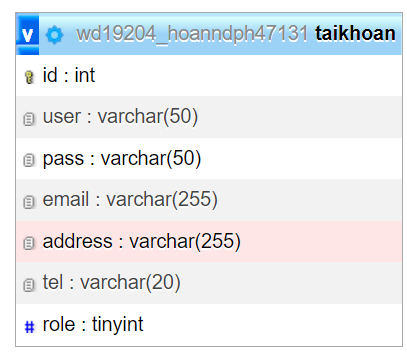 v wd19204_hoanndph47131 taikhoan
id : int
user : varchar(50)
pass : varchar(50)
email : varchar(255)
address : varchar(255)
tel : varchar(20)
# role : tinyint